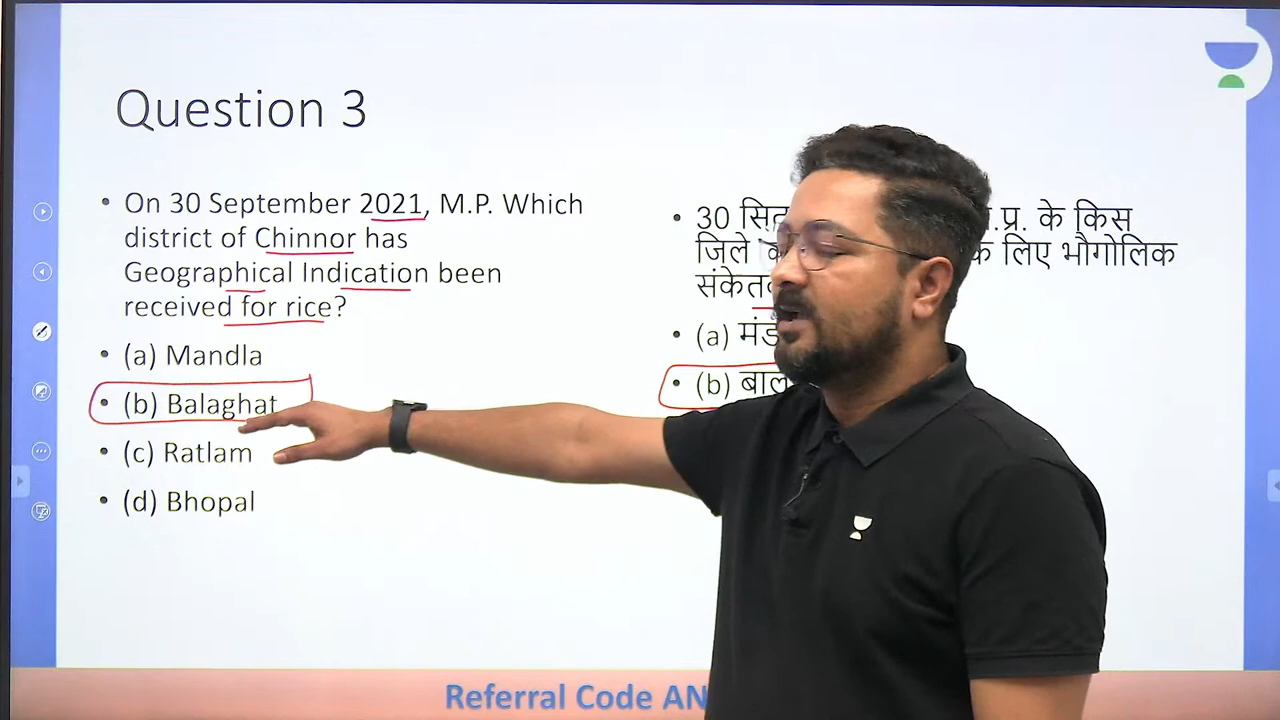 Question 3
• On 30 September 2021, M.P. Which
district of Chinnor has
Geographical Indication been
received for rice?
• (a) Mandla
• (b) Balaghat
• (c) Ratlam
• (d) Bhopal
• 30 .प्र. के किस
जिले के लिए भौगोलिक
• (a)
• (b)
Referral Code